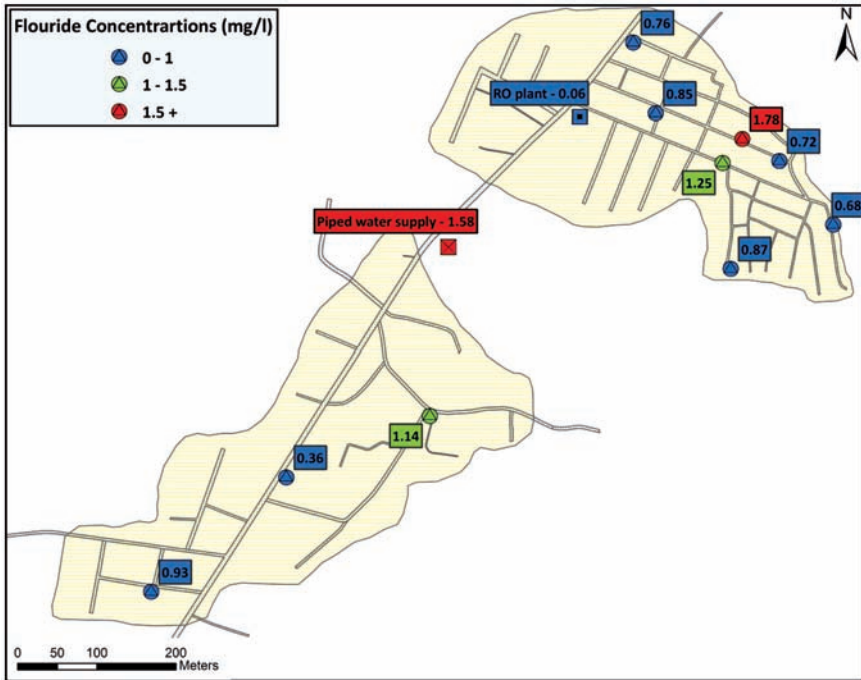 Flouride Concentrartions (mg/l)
0 - 1
1 - 1.5
1.5 +
N
0.76
RO plant - 0.06
0.85
1.78
0.72
1.25
0.68
Piped water supply - 1.58
0.87
1.14
0.36
0.93
0 50 100 200
Meters